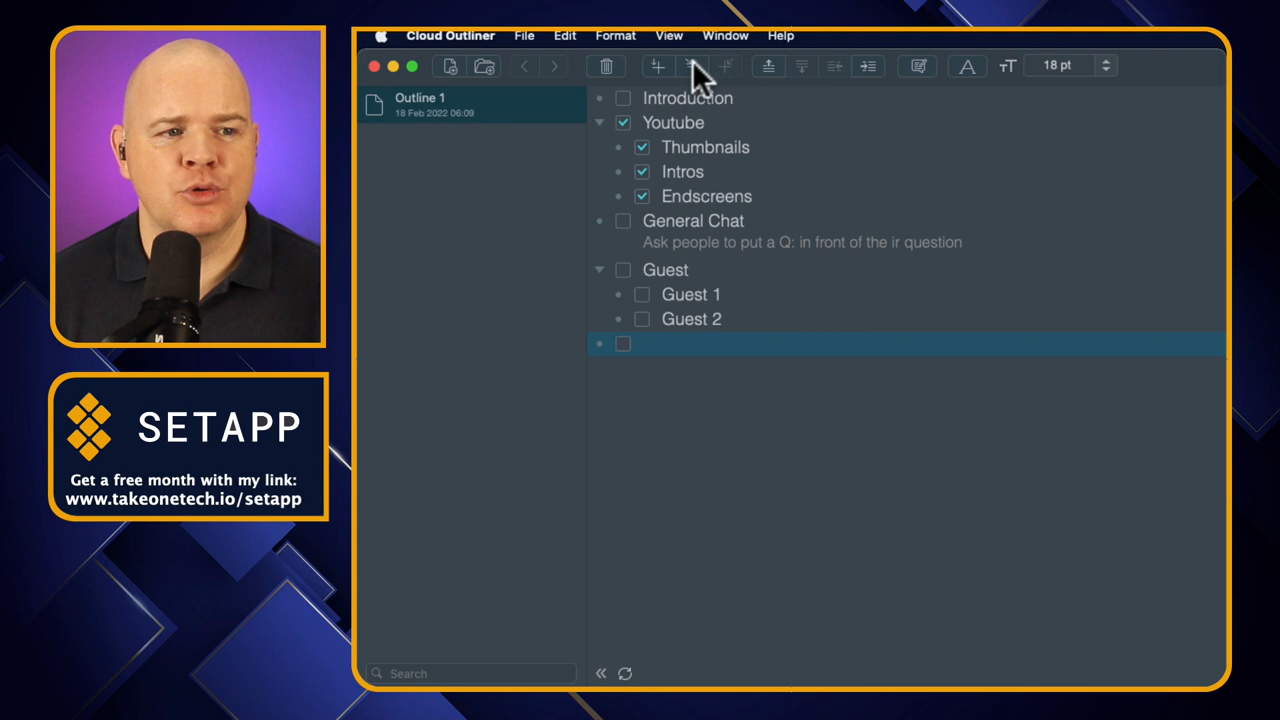 Cloud Outliner File Edit Format View Window Help
18 pt
Outline 1
18 Feb 2022 06:09
Introduction
Youtube
Thumbnails
Intros
Endscreens
General Chat
Ask people to put a Q: in front of the ir question
Guest
Guest 1
Guest 2
Search
SETAPP
Get a free month with my link:
www.takeonetech.io/setapp